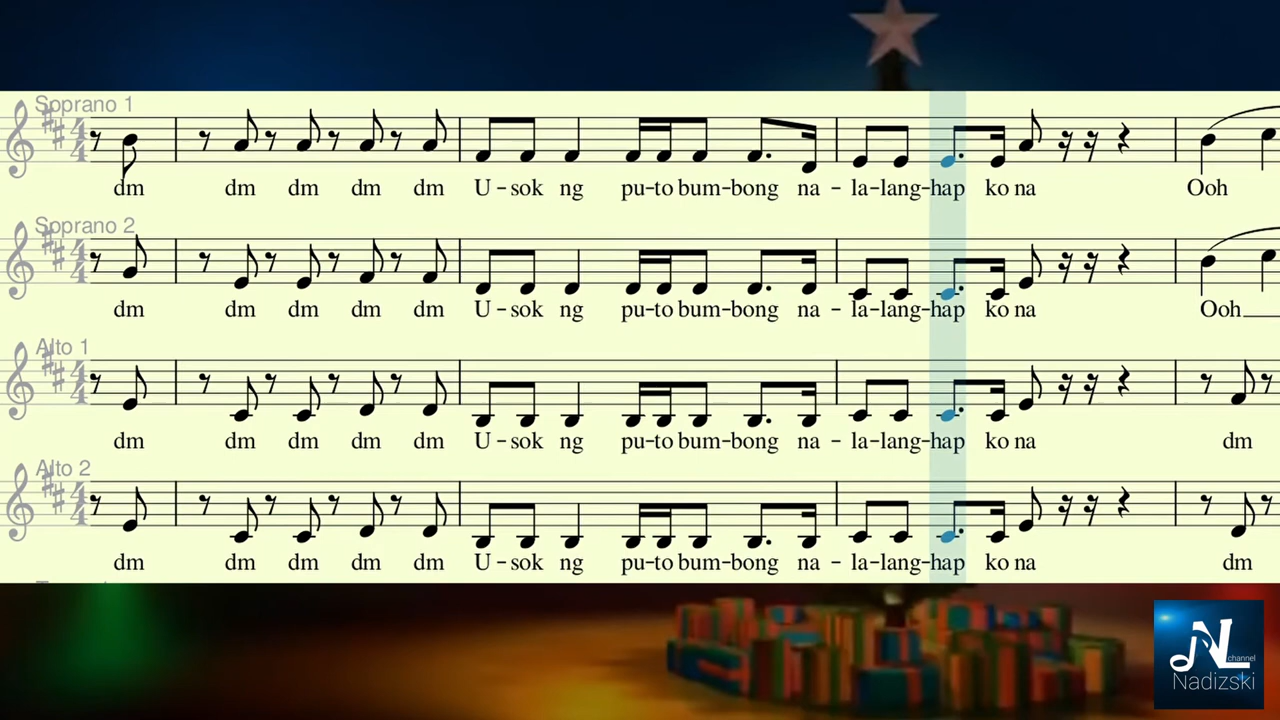 Soprano 1
dm dm dm dm dm U-sok ng pu-to bum-bong na - la-lang-hap ko na Ooh
Soprano 2
dm dm dm dm dm U-sok ng pu-to bum-bong na - la-lang-hap ko na Ooh
Alto 1
dm dm dm dm dm U-sok ng pu-to bum-bong na - la-lang-hap ko na dm
Alto 2
dm dm dm dm dm U-sok ng pu-to bum-bong na - la-lang-hap ko na dm
NL
channel
Nadizski